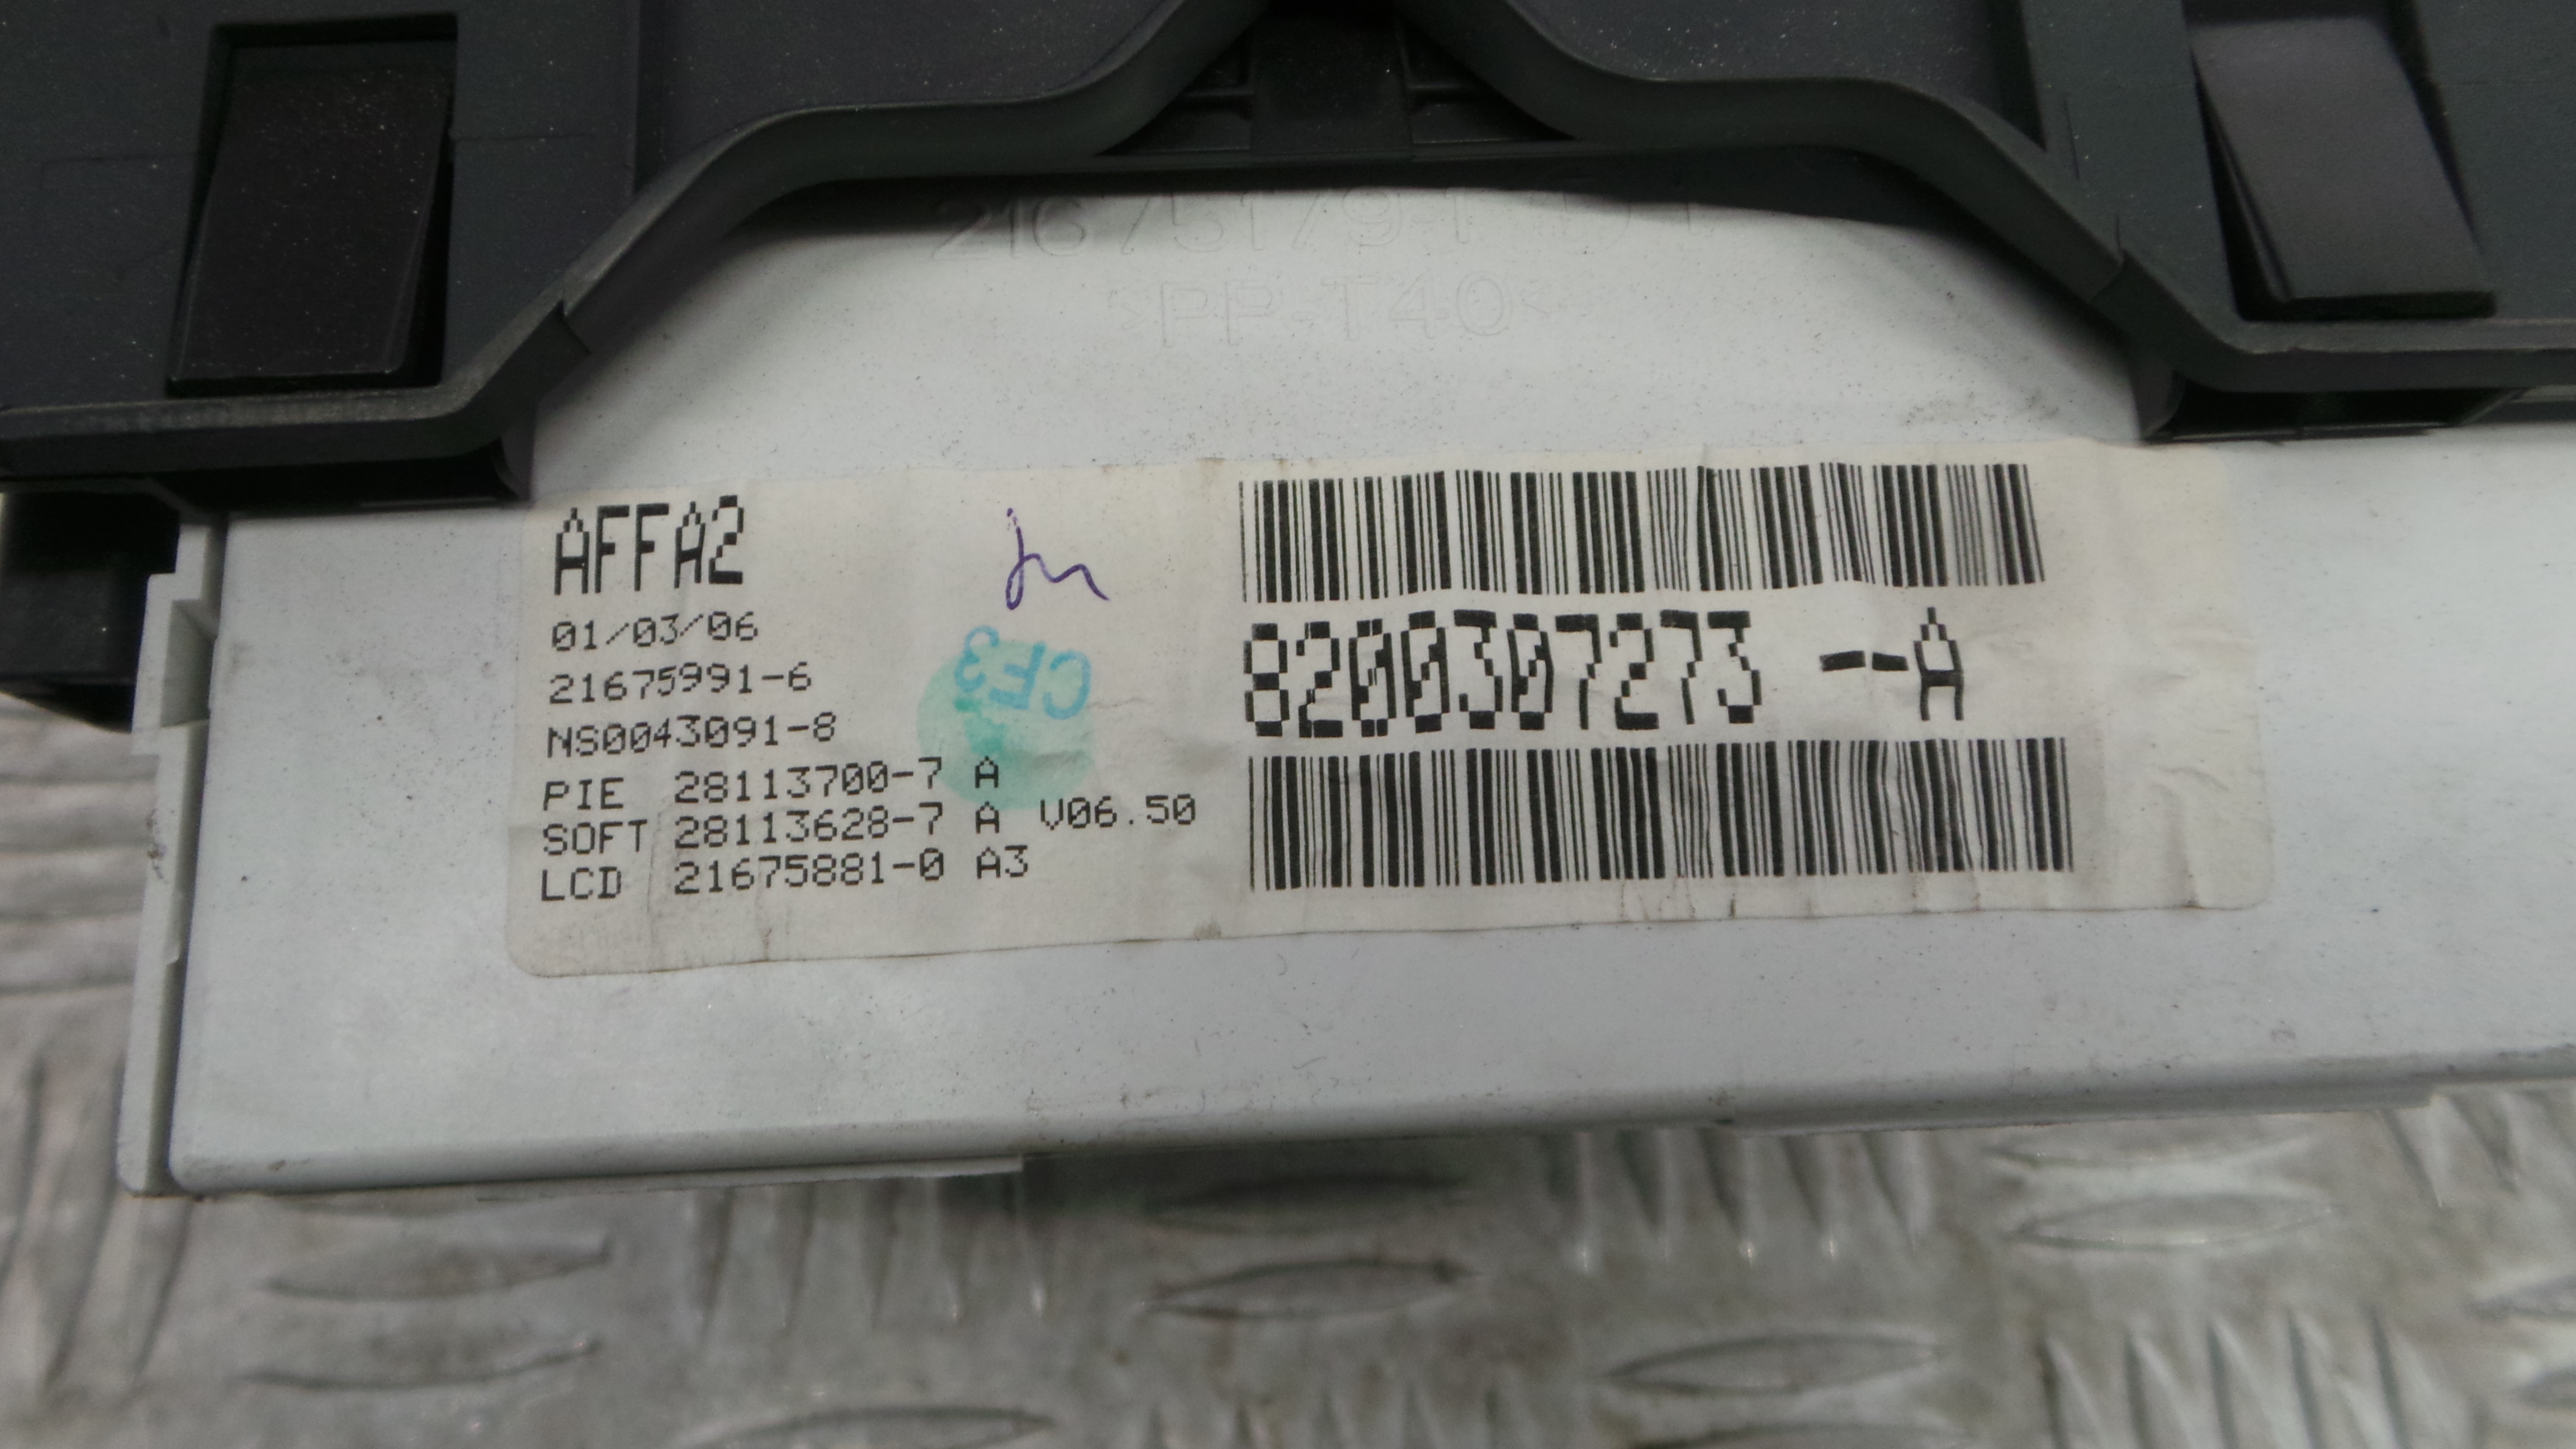 >PP-T40<
AFFA2
01/03/06
21675991-6
NS0043091-8
CF3
PIE 28113700-7 A
SOFT 28113628-7 A V06.50
LCD 21675881-0 A3
8200307273 --A